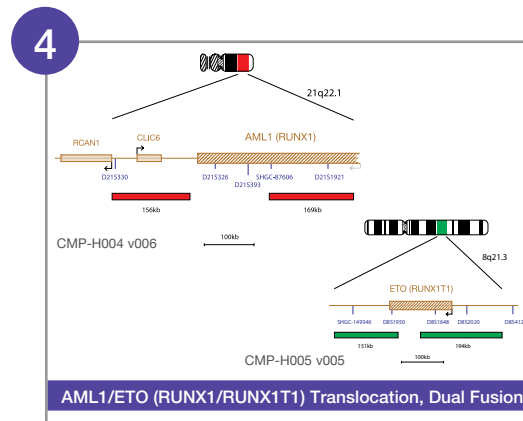 4
21q22.1
RCAN1
CLIC6
AML1 (RUNX1)
D21S330
D21S326
D21S393
SHGC-87606
D21S1921
156kb
169kb
100kb
CMP-H004 v006
8q21.3
ETO (RUNX1T1)
SHGC-149346
D8S1950
D8S1648
D8S2020
D8S412
151kb
194kb
100kb
CMP-H005 v005
AML1/ETO (RUNX1/RUNX1T1) Translocation, Dual Fusion